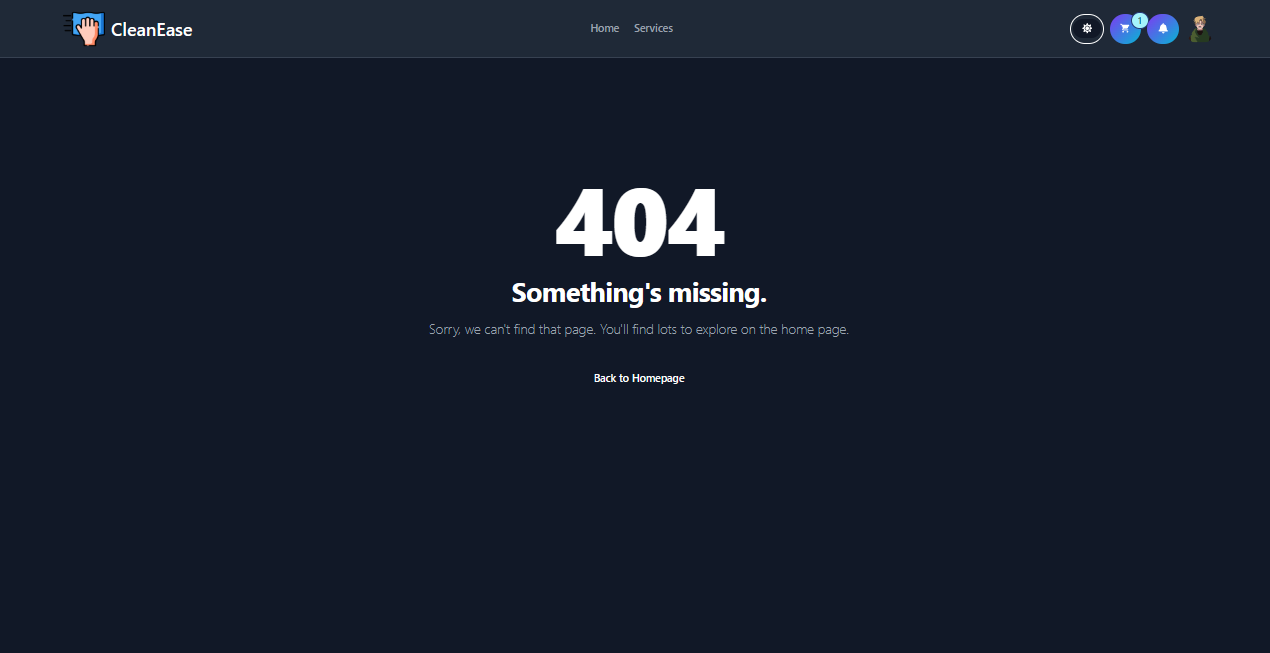 CleanEase
Home Services
1
404
Something's missing.
Sorry, we can't find that page. You'll find lots to explore on the home page.
Back to Homepage